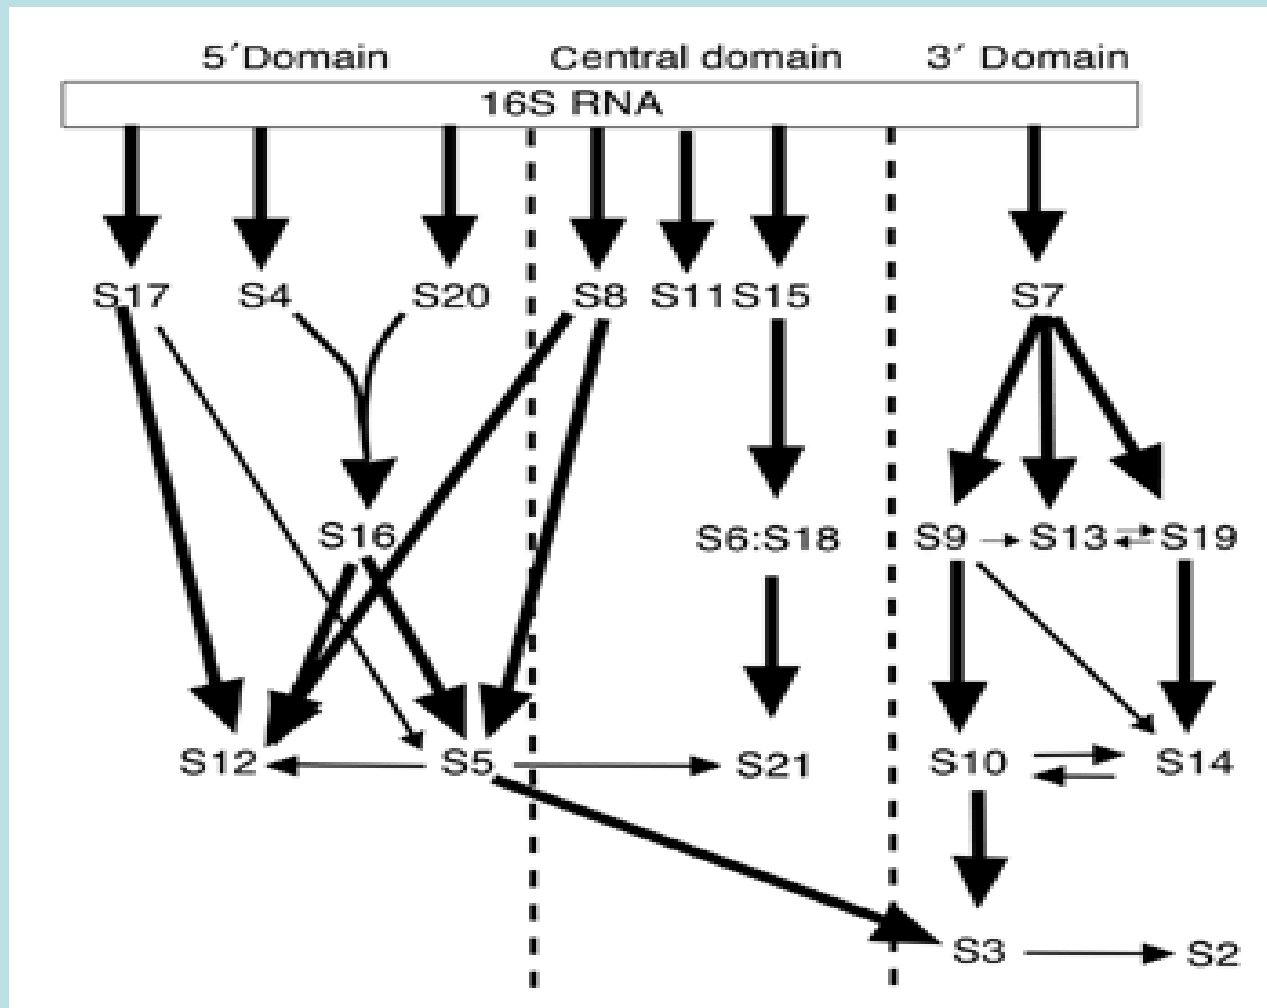 5′Domain Central domain 3′ Domain
16S RNA
S17 S4 S20 S8 S11 S15 S7
S16 S6:S18 S9 S13 S19
S12 S5 S21 S10 S14
S3 S2